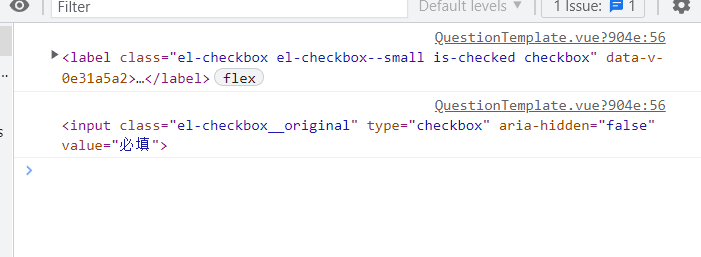 Filter
Default levels ▼
1 Issue: 1
QuestionTemplate.vue?904e:56
<label class="el-checkbox el-checkbox--small is-checked checkbox" data-v-
0e31a5a2>…</label> flex
QuestionTemplate.vue?904e:56
<input class="el-checkbox__original" type="checkbox" aria-hidden="false"
value="必填">